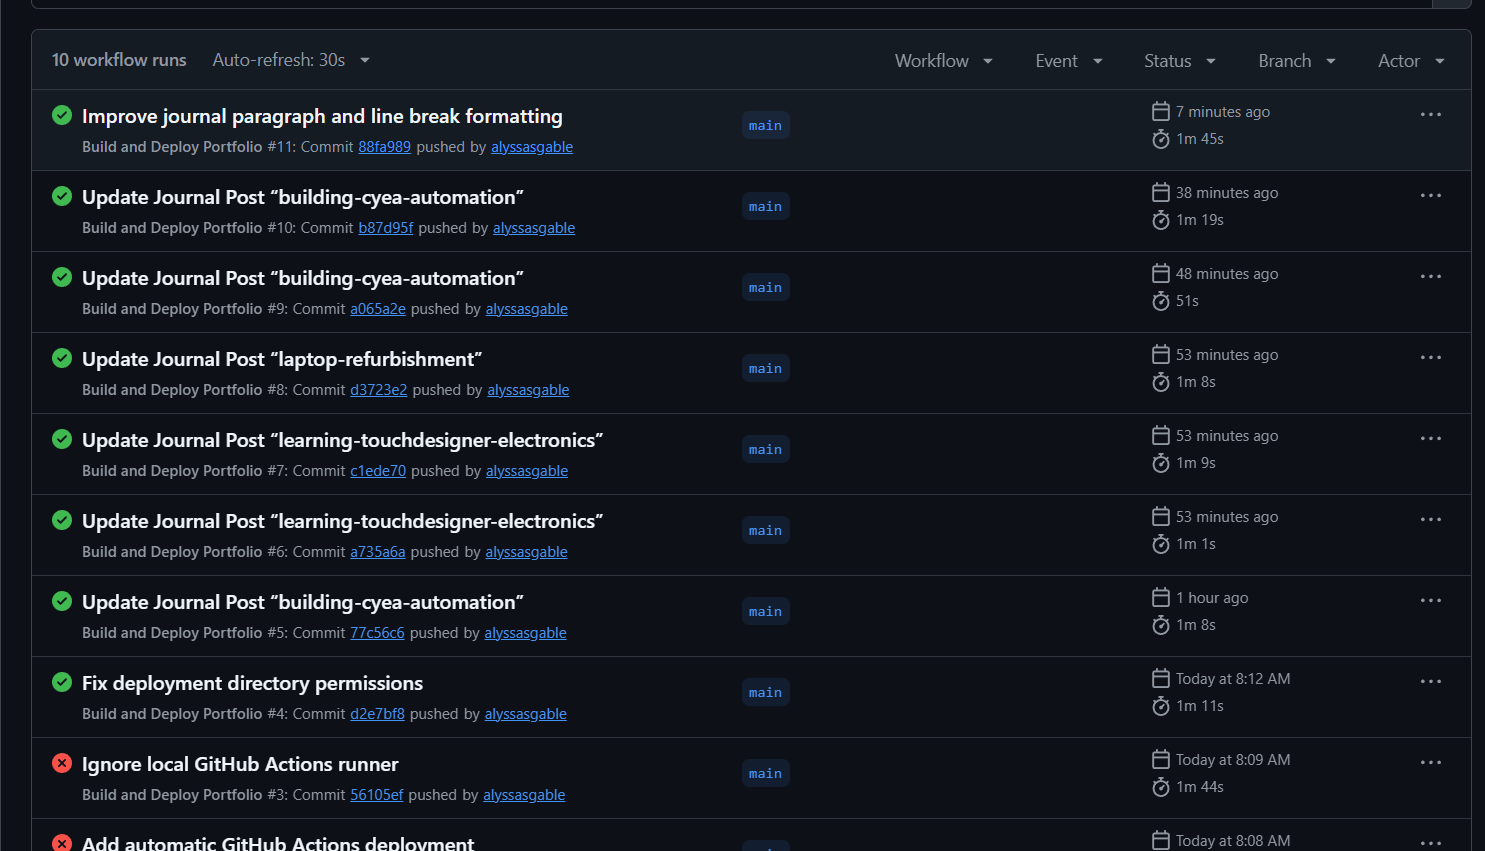 10 workflow runs Auto-refresh: 30s Workflow Event Status Branch Actor
Improve journal paragraph and line break formatting
Build and Deploy Portfolio #11: Commit 88fa989 pushed by alyssasgable
main
7 minutes ago
1m 45s
Update Journal Post “building-cyea-automation”
Build and Deploy Portfolio #10: Commit b87d95f pushed by alyssasgable
main
38 minutes ago
1m 19s
Update Journal Post “building-cyea-automation”
Build and Deploy Portfolio #9: Commit a065a2e pushed by alyssasgable
main
48 minutes ago
51s
Update Journal Post “laptop-refurbishment”
Build and Deploy Portfolio #8: Commit d3723e2 pushed by alyssasgable
main
53 minutes ago
1m 8s
Update Journal Post “learning-touchdesigner-electronics”
Build and Deploy Portfolio #7: Commit c1ede70 pushed by alyssasgable
main
53 minutes ago
1m 9s
Update Journal Post “learning-touchdesigner-electronics”
Build and Deploy Portfolio #6: Commit a735a6a pushed by alyssasgable
main
53 minutes ago
1m 1s
Update Journal Post “building-cyea-automation”
Build and Deploy Portfolio #5: Commit 77c56c6 pushed by alyssasgable
main
1 hour ago
1m 8s
Fix deployment directory permissions
Build and Deploy Portfolio #4: Commit d2e7bf8 pushed by alyssasgable
main
Today at 8:12 AM
1m 11s
Ignore local GitHub Actions runner
Build and Deploy Portfolio #3: Commit 56105ef pushed by alyssasgable
main
Today at 8:09 AM
1m 44s
Add automatic GitHub Actions deployment
Today at 8:08 AM